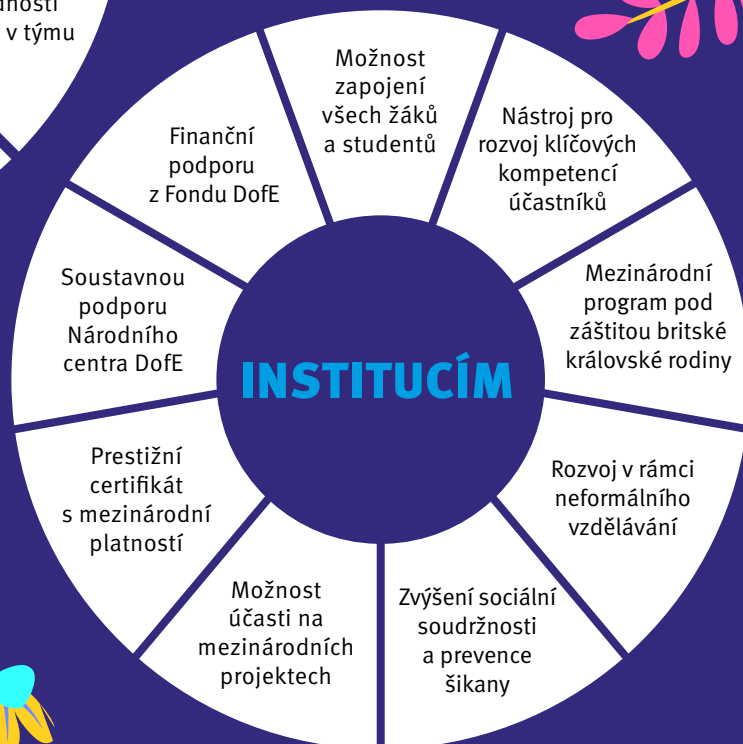 v týmu
Možnost
zapojení
všech žáků
a studentů
Nástroj pro
rozvoj klíčových
kompetencí
účastníků
Mezinárodní
program pod
záštitou britské
královské rodiny
Rozvoj v rámci
neformálního
vzdělávání
Zvýšení sociální
soudržnosti
a prevence
šikany
Možnost
účasti na
mezinárodních
projektech
Prestižní
certifikát
s mezinárodní
platností
Soustavnou
podporu
Národního
centra DofE
Finanční
podporu
z Fondu DofE
INSTITUCÍM